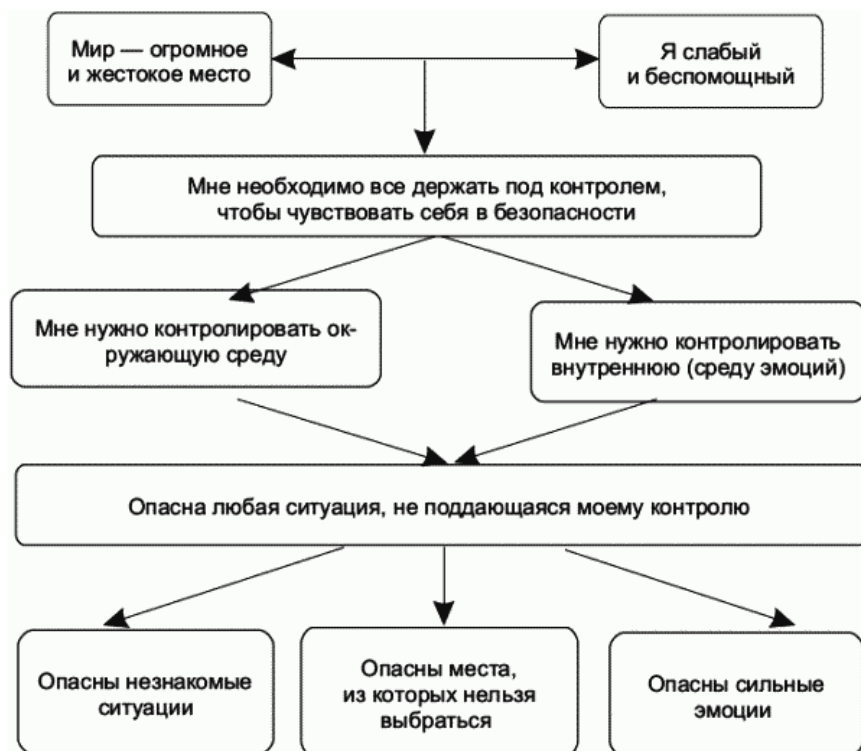 Мир — огромное
и жестокое место
Я слабый
и беспомощный
Мне необходимо все держать под контролем,
чтобы чувствовать себя в безопасности
Мне нужно контролировать ок-
ружающую среду
Мне нужно контролировать
внутреннюю (среду эмоций)
Опасна любая ситуация, не поддающаяся моему контролю
Опасны незнакомые
ситуации
Опасны места,
из которых нельзя
выбраться
Опасны сильные
эмоции